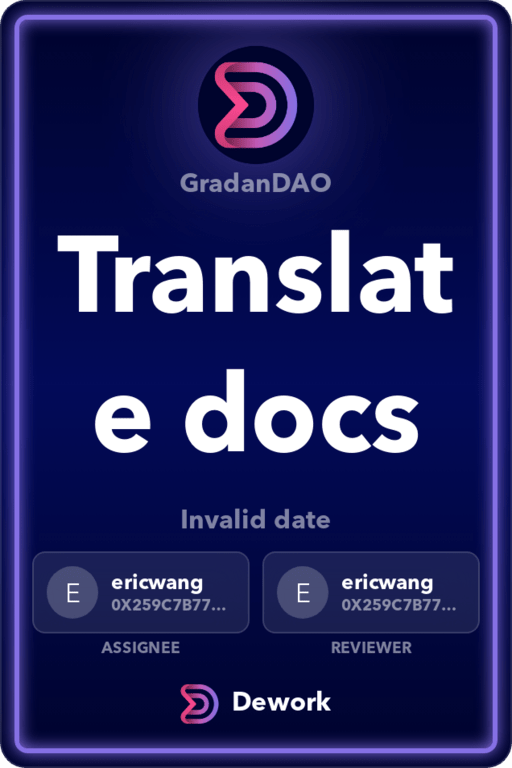 GradanDAO
Translat
e docs
Invalid date
E ericwang E ericwang
0X259C7B77... 0X259C7B77...
ASSIGNEE REVIEWER
Dework